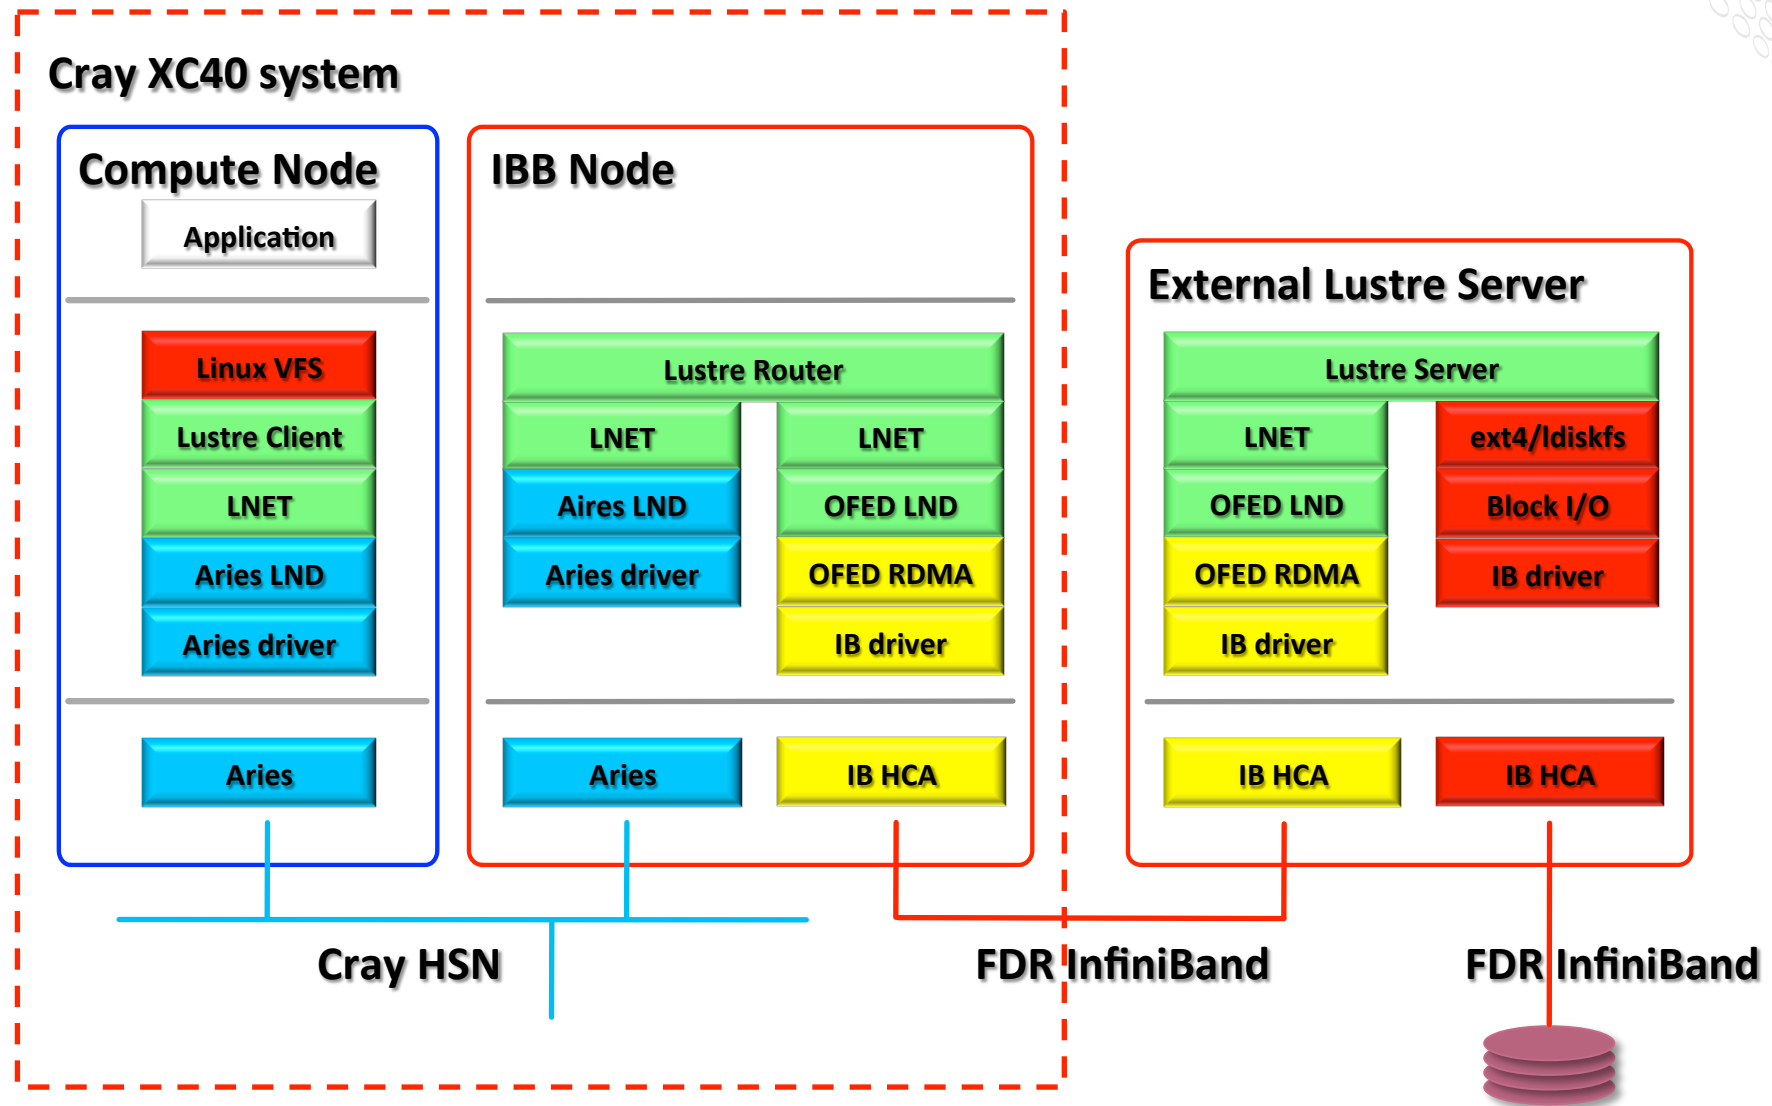 Cray XC40 system
Compute Node
Application
Linux VFS
Lustre Client
LNET
Aries LND
Aries driver
Aries
IBB Node
Lustre Router
LNET
Aires LND
Aries driver
Aries
LNET
OFED LND
OFED RDMA
IB driver
IB HCA
External Lustre Server
Lustre Server
LNET
OFED LND
OFED RDMA
IB driver
IB HCA
ext4/ldiskfs
Block I/O
IB driver
IB HCA
Cray HSN
FDR InfiniBand
FDR InfiniBand